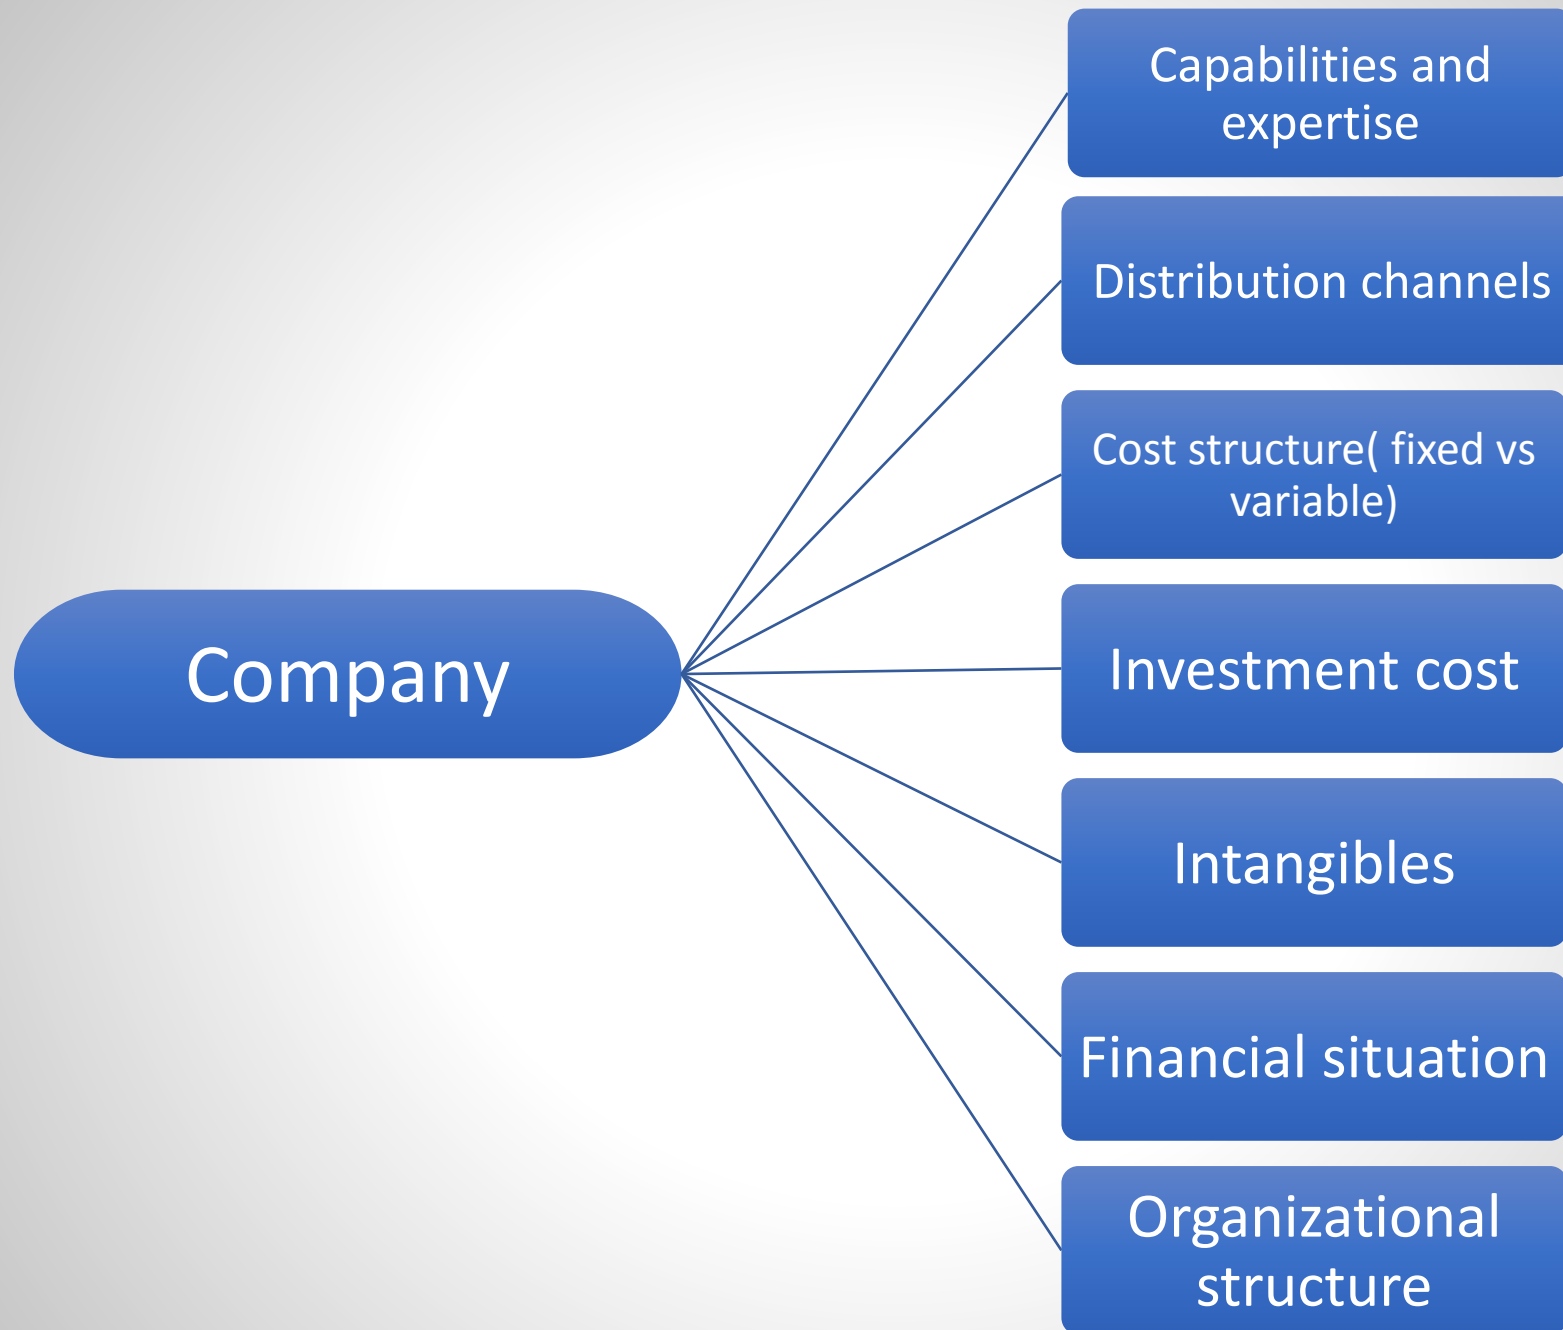 Capabilities and
expertise
Distribution channels
Cost structure( fixed vs
variable)
Company
Investment cost
Intangibles
Financial situation
Organizational
structure